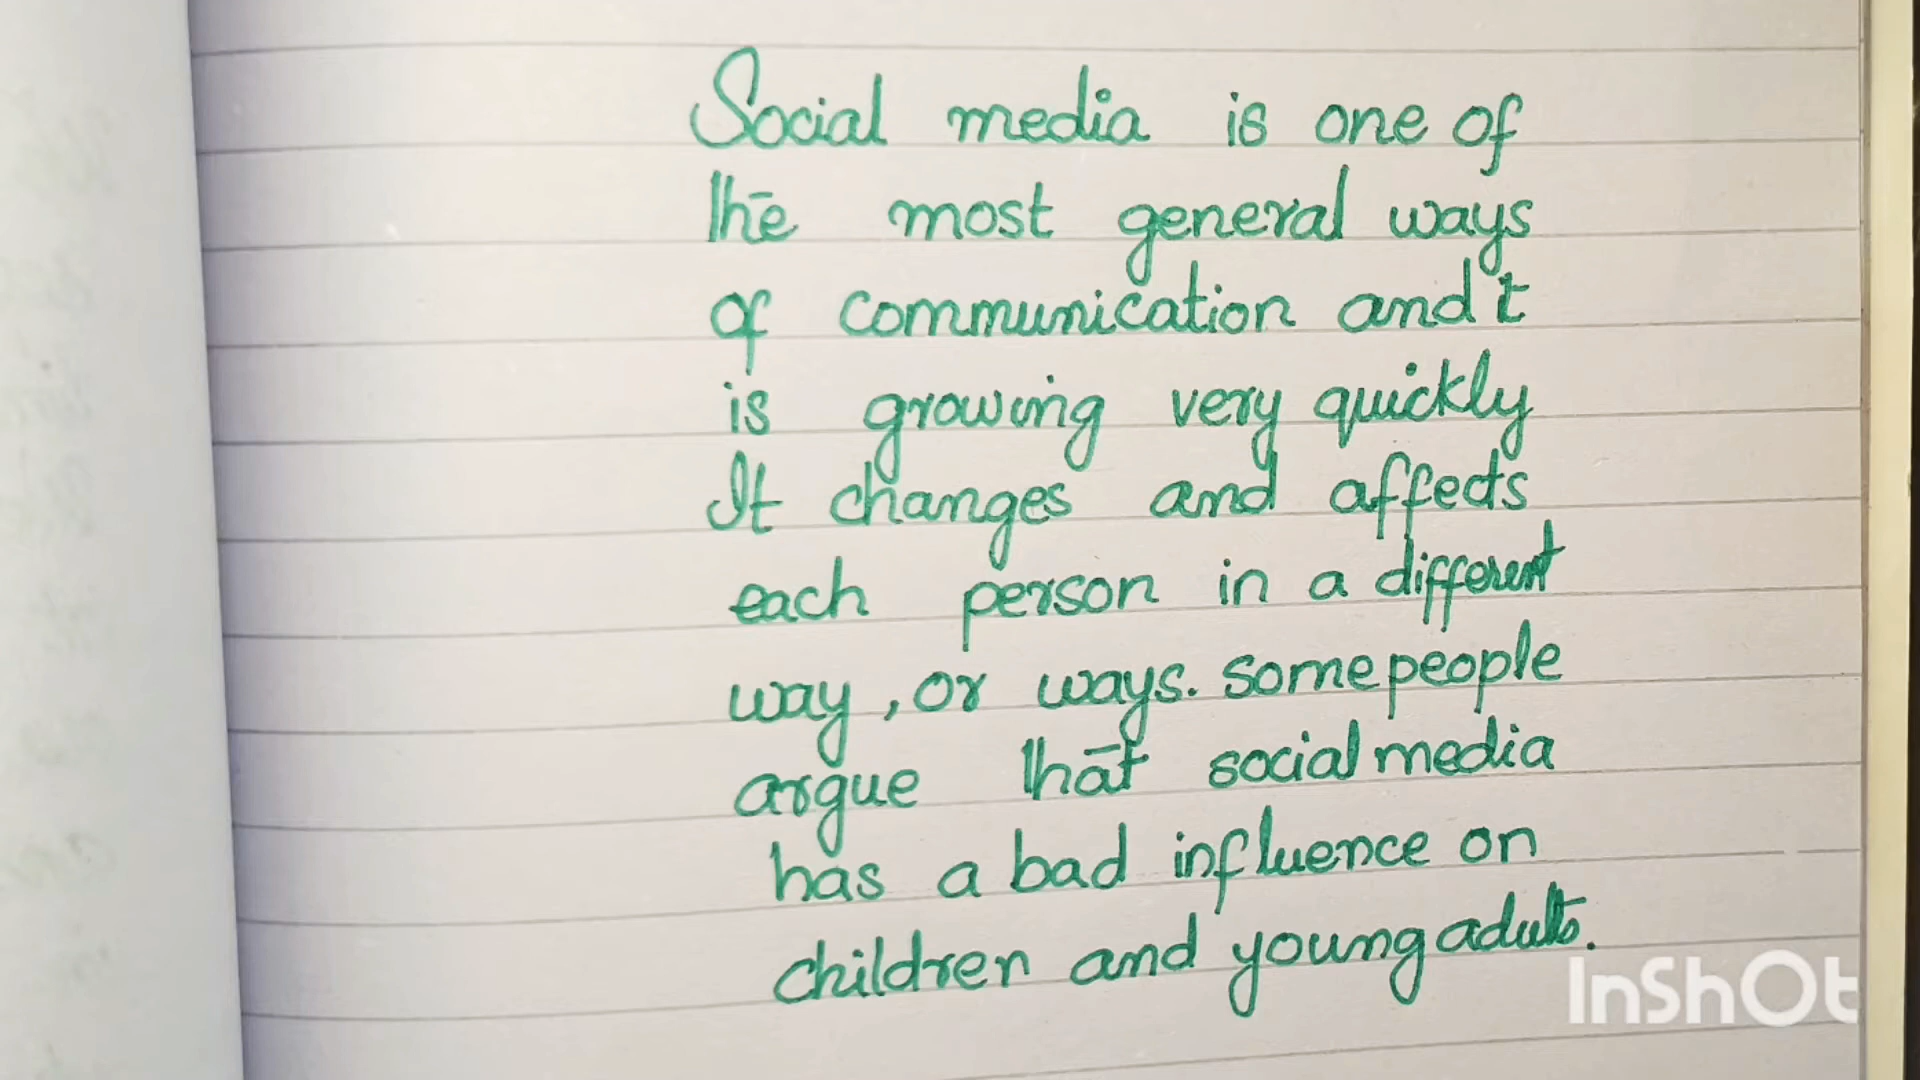 Social media is one of
the most general ways
of communication and t
is growing very quickly
It changes and affects
each person in a different
way, or ways. some people
argue that social media
has a bad influence on
children and young adults.
InShOt